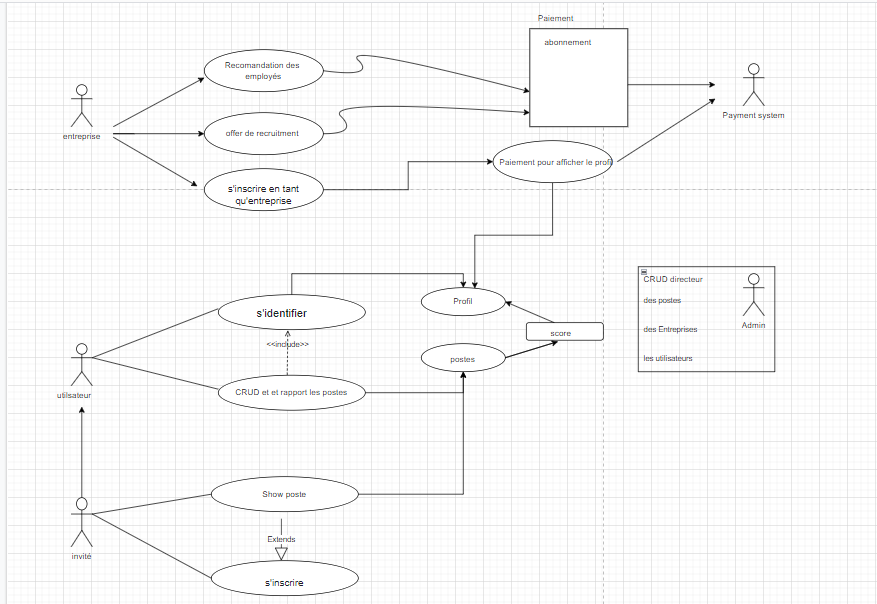 Paiement
abonnement
Recomandation des
employés
Payment system
entreprise
offer de recrutment
Paiement pour afficher le profil
s'inscrire en tant
qu'entreprise
CRUD directeur
des postes
Admin
des Entreprises
les utilisateurs
Profil
s'identifier
score
<<include>>
postes
utilsateur
CRUD et et rapport les postes
Show poste
Extends
invité
s'inscrire